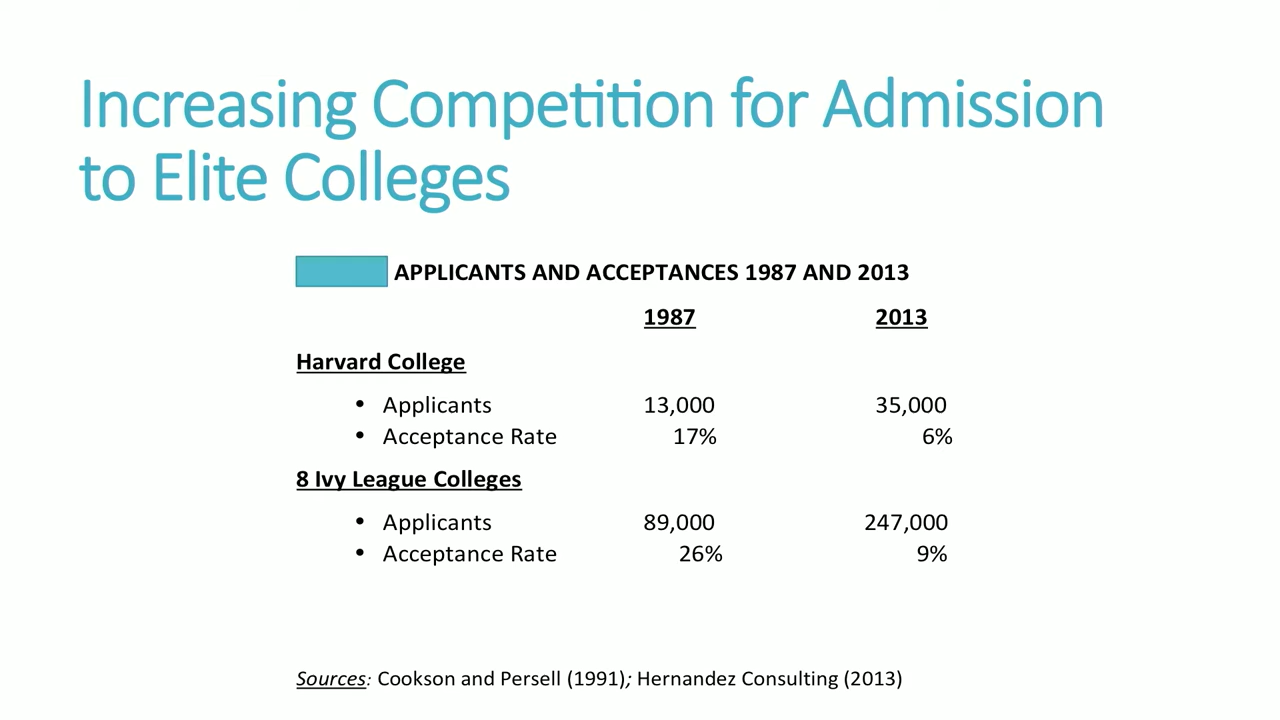 Increasing Competition for Admission
to Elite Colleges
APPLICANTS AND ACCEPTANCES 1987 AND 2013
1987 2013
Harvard College
• Applicants 13,000 35,000
• Acceptance Rate 17% 6%
8 Ivy League Colleges
• Applicants 89,000 247,000
• Acceptance Rate 26% 9%
Sources: Cookson and Persell (1991); Hernandez Consulting (2013)